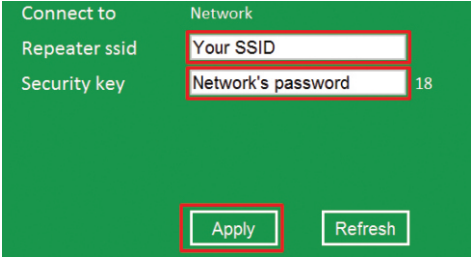 Connect to Network
Repeater ssid Your SSID
Security key Network's password 18
Apply Refresh